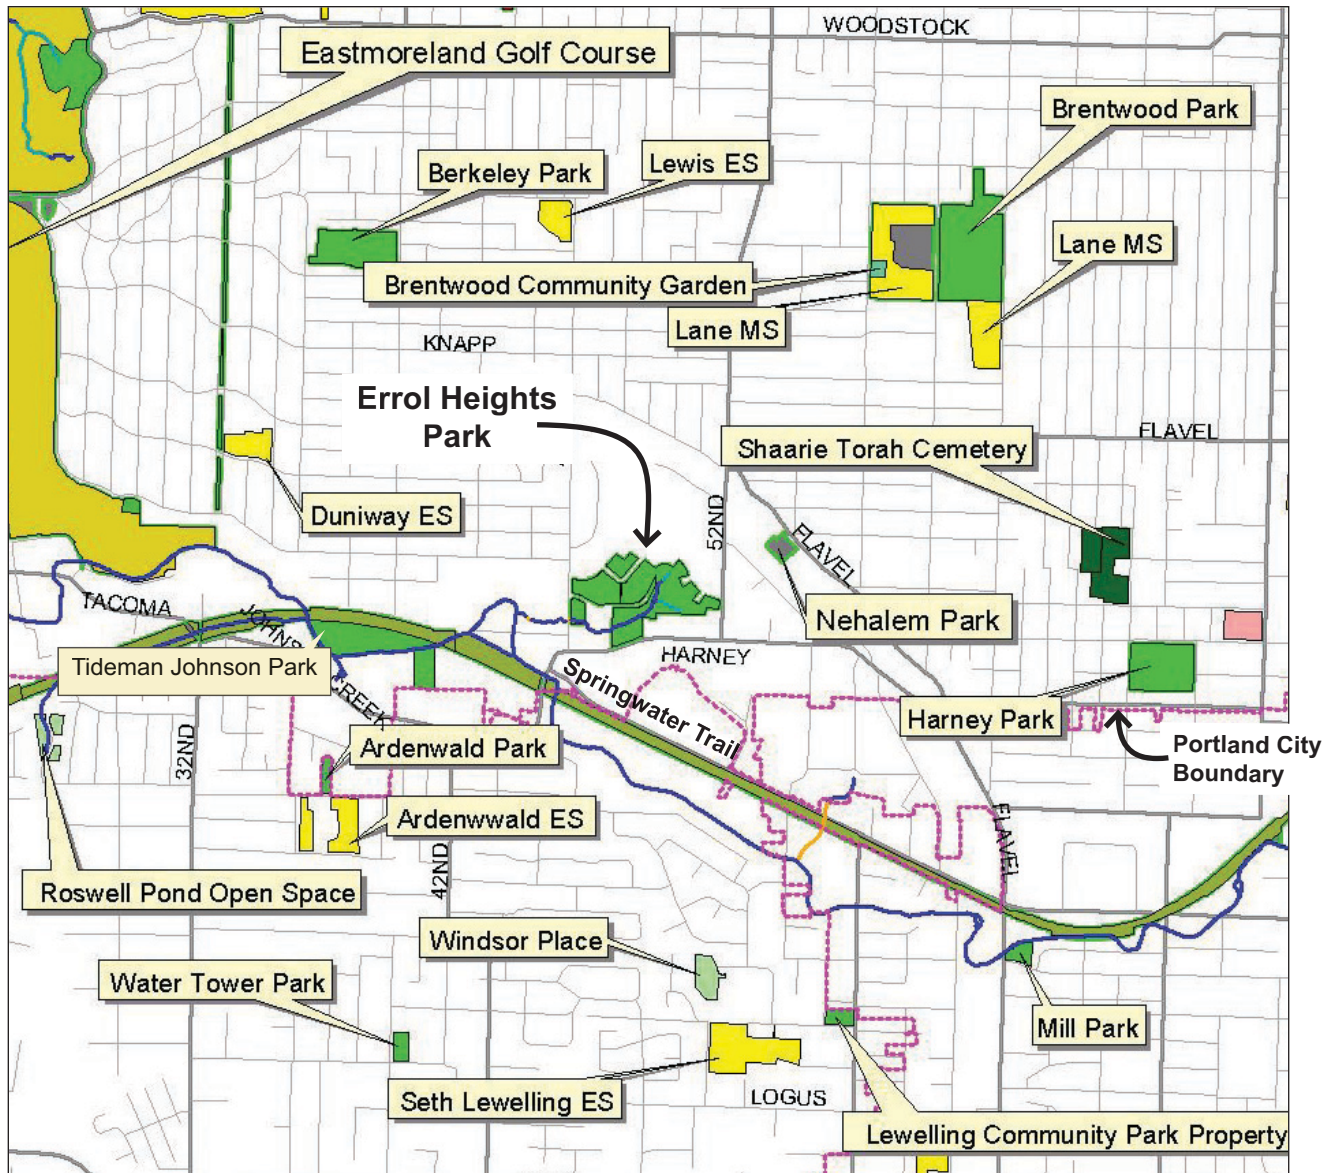 WOODSTOCK
Eastmoreland Golf Course
Brentwood Park
Lewis ES
Berkeley Park
Lane MS
Brentwood Community Garden
Lane MS
KNAPP
Errol Heights
Park
FLAVEL
Shaarie Torah Cemetery
Duniway ES
52ND
FLAVEL
TACOMA
JOHNS
CREEK
Nehalem Park
HARNEY
Tideman Johnson Park
Springwater Trail
Harney Park
32ND
Ardenwald Park
Portland City
Boundary
Ardenwwald ES
FLAVEL
42ND
Roswell Pond Open Space
Windsor Place
Water Tower Park
Mill Park
Seth Lewelling ES
LOGUS
Lewelling Community Park Property